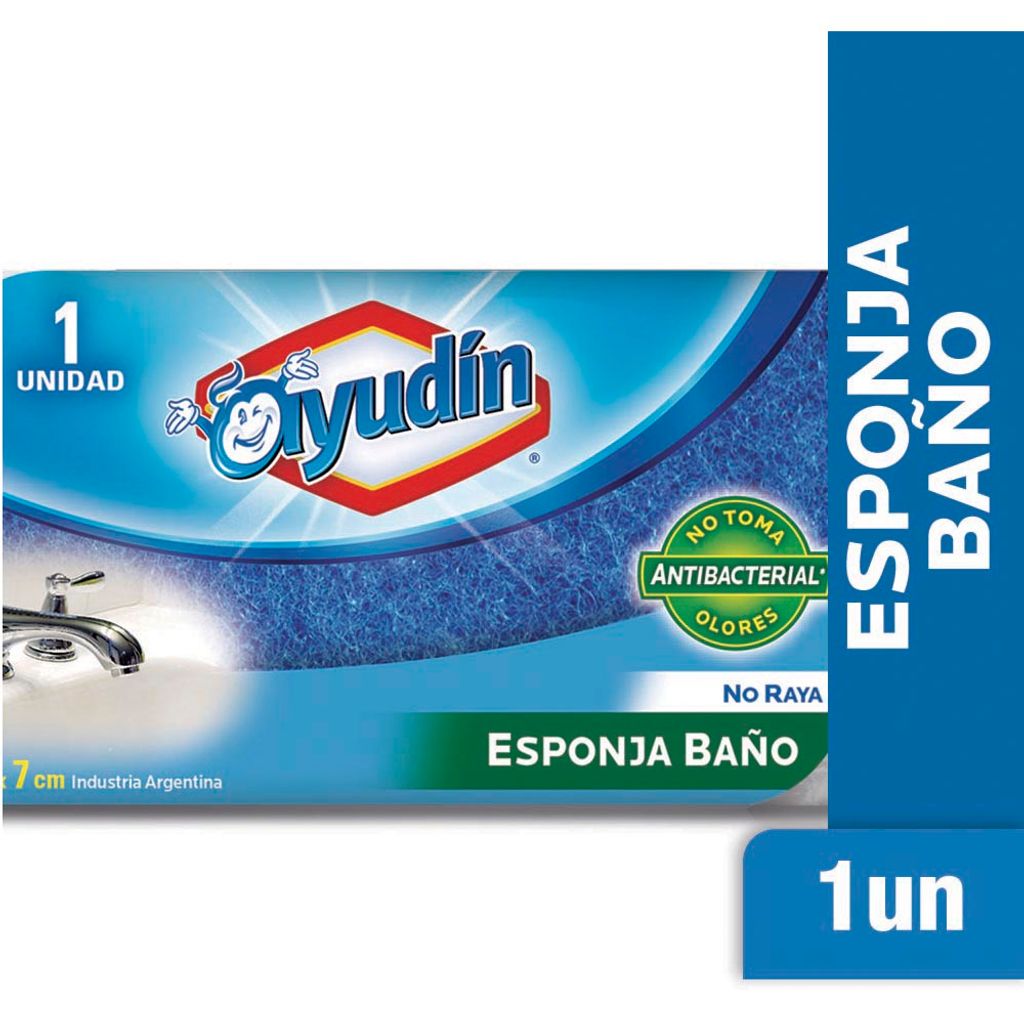 1
UNIDAD
Ayudín
®
NO TOMA
ANTIBACTERIAL*
OLORES
NO RAYA
ESPONJA BAÑO
x 7 cm Industria Argentina
ESPONJA
BAÑO
1un